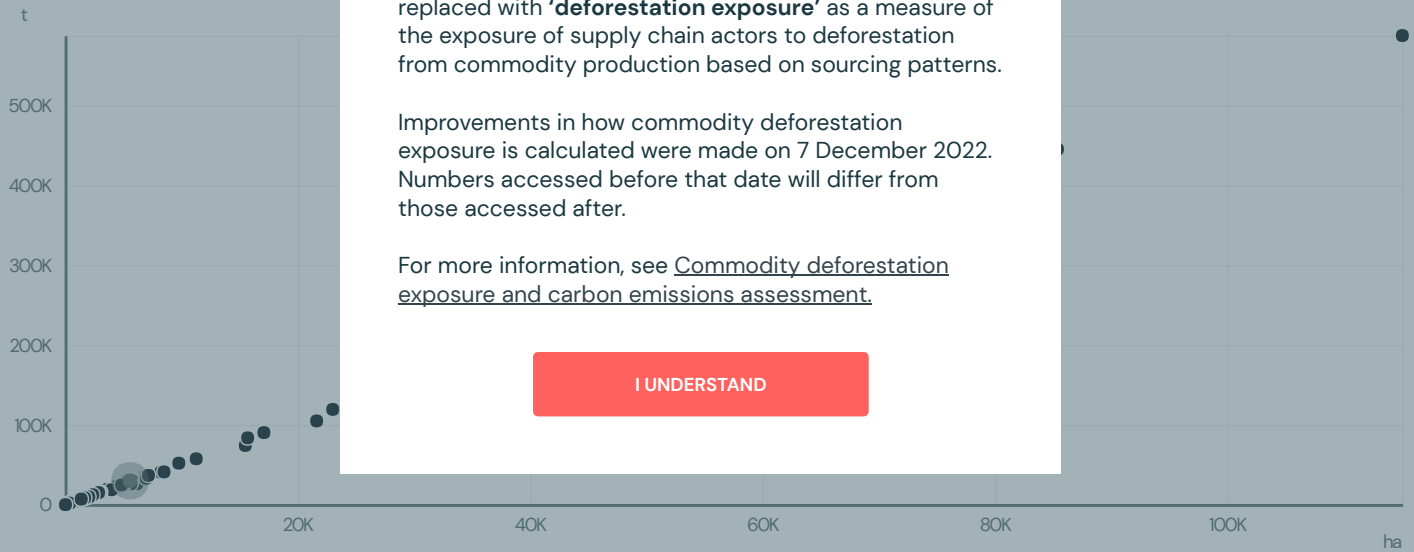 t
replaced with ‘deforestation exposure’ as a measure of
the exposure of supply chain actors to deforestation
from commodity production based on sourcing patterns.
Improvements in how commodity deforestation
exposure is calculated were made on 7 December 2022.
Numbers accessed before that date will differ from
those accessed after.
For more information, see Commodity deforestation
exposure and carbon emissions assessment.
I UNDERSTAND
500K
400K
300K
200K
100K
0
20K
40K
60K
80K
100K
ha